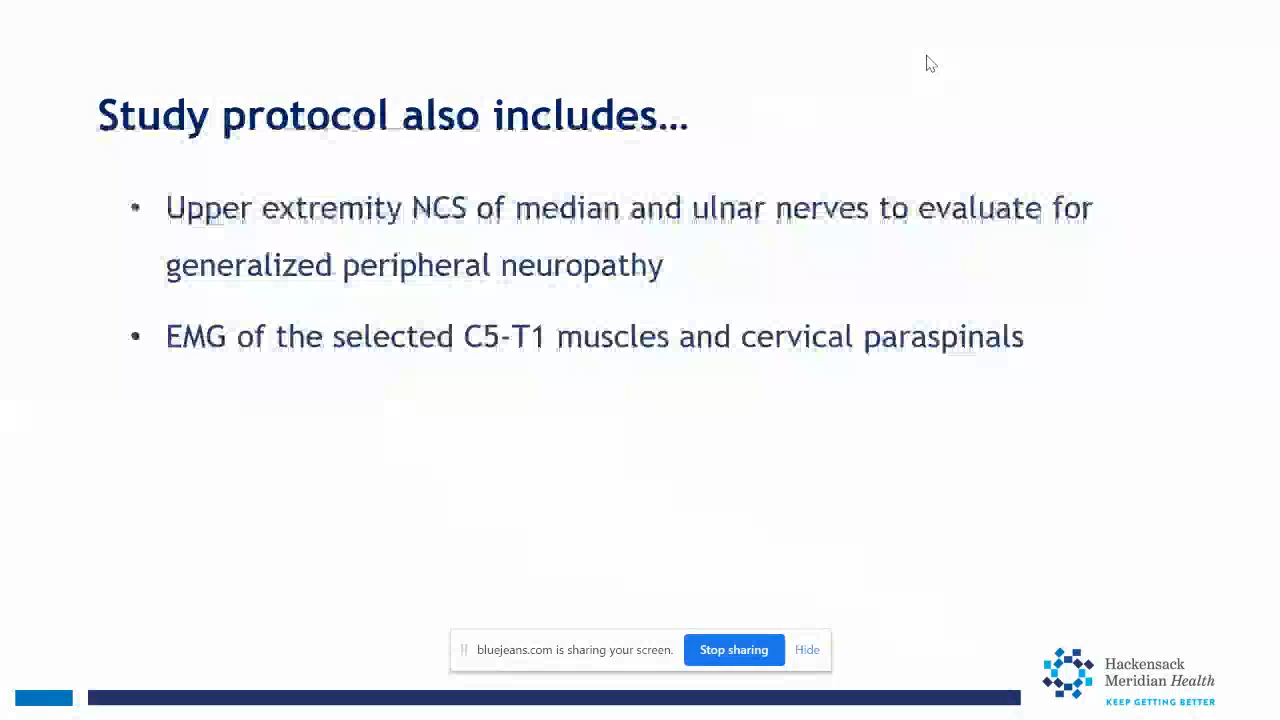 Study protocol also includes...
• Upper extremity NCS of median and ulnar nerves to evaluate for
generalized peripheral neuropathy
• EMG of the selected C5-T1 muscles and cervical paraspinals
bluejeans.com is sharing your screen. Stop sharing Hide
Hackensack
Meridian Health
KEEP GETTING BETTER